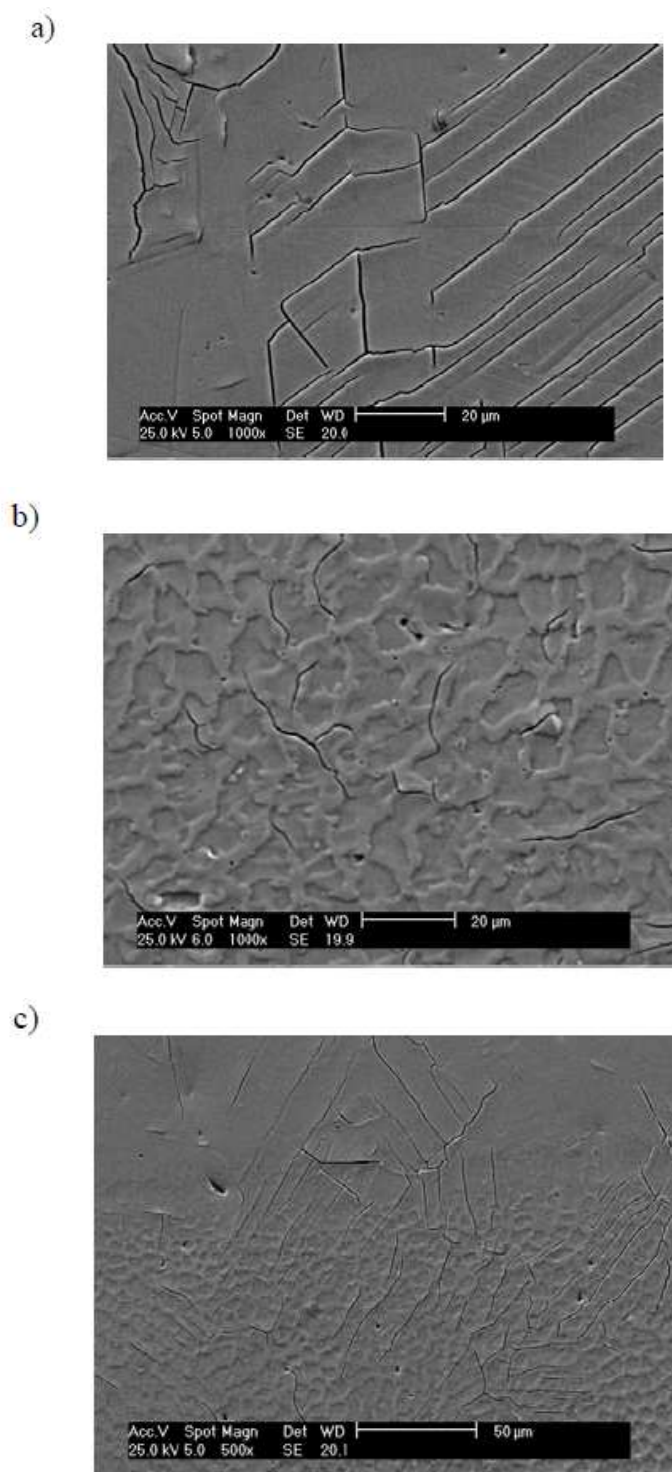 a)
20 µm
Acc.V Spot Magn Det WD
25.0 kV 5.0 1000x SE 20.0
b)
20 µm
Acc.V Spot Magn Det WD
25.0 kV 6.0 1000x SE 19.9
c)
50 µm
Acc.V Spot Magn Det WD
25.0 kV 5.0 500x SE 20.1